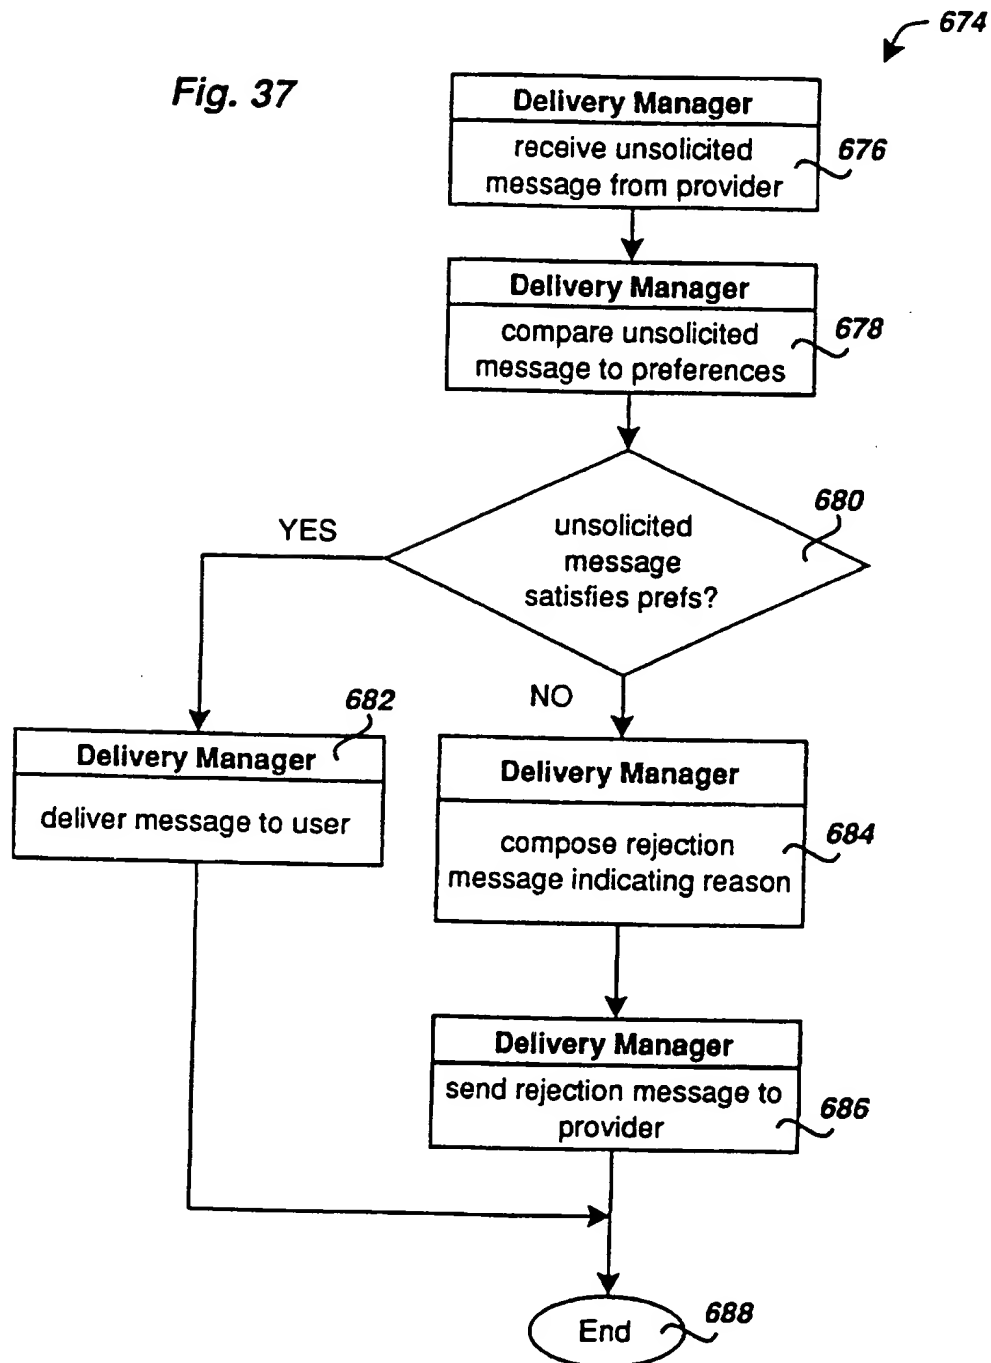 674
Fig. 37
Delivery Manager
receive unsolicited
message from provider
676
Delivery Manager
compare unsolicited
message to preferences
678
680
unsolicited
message
satisfies prefs?
YES
NO
682
Delivery Manager
deliver message to user
Delivery Manager
compose rejection
message indicating reason
684
Delivery Manager
send rejection message to
provider
686
End
688